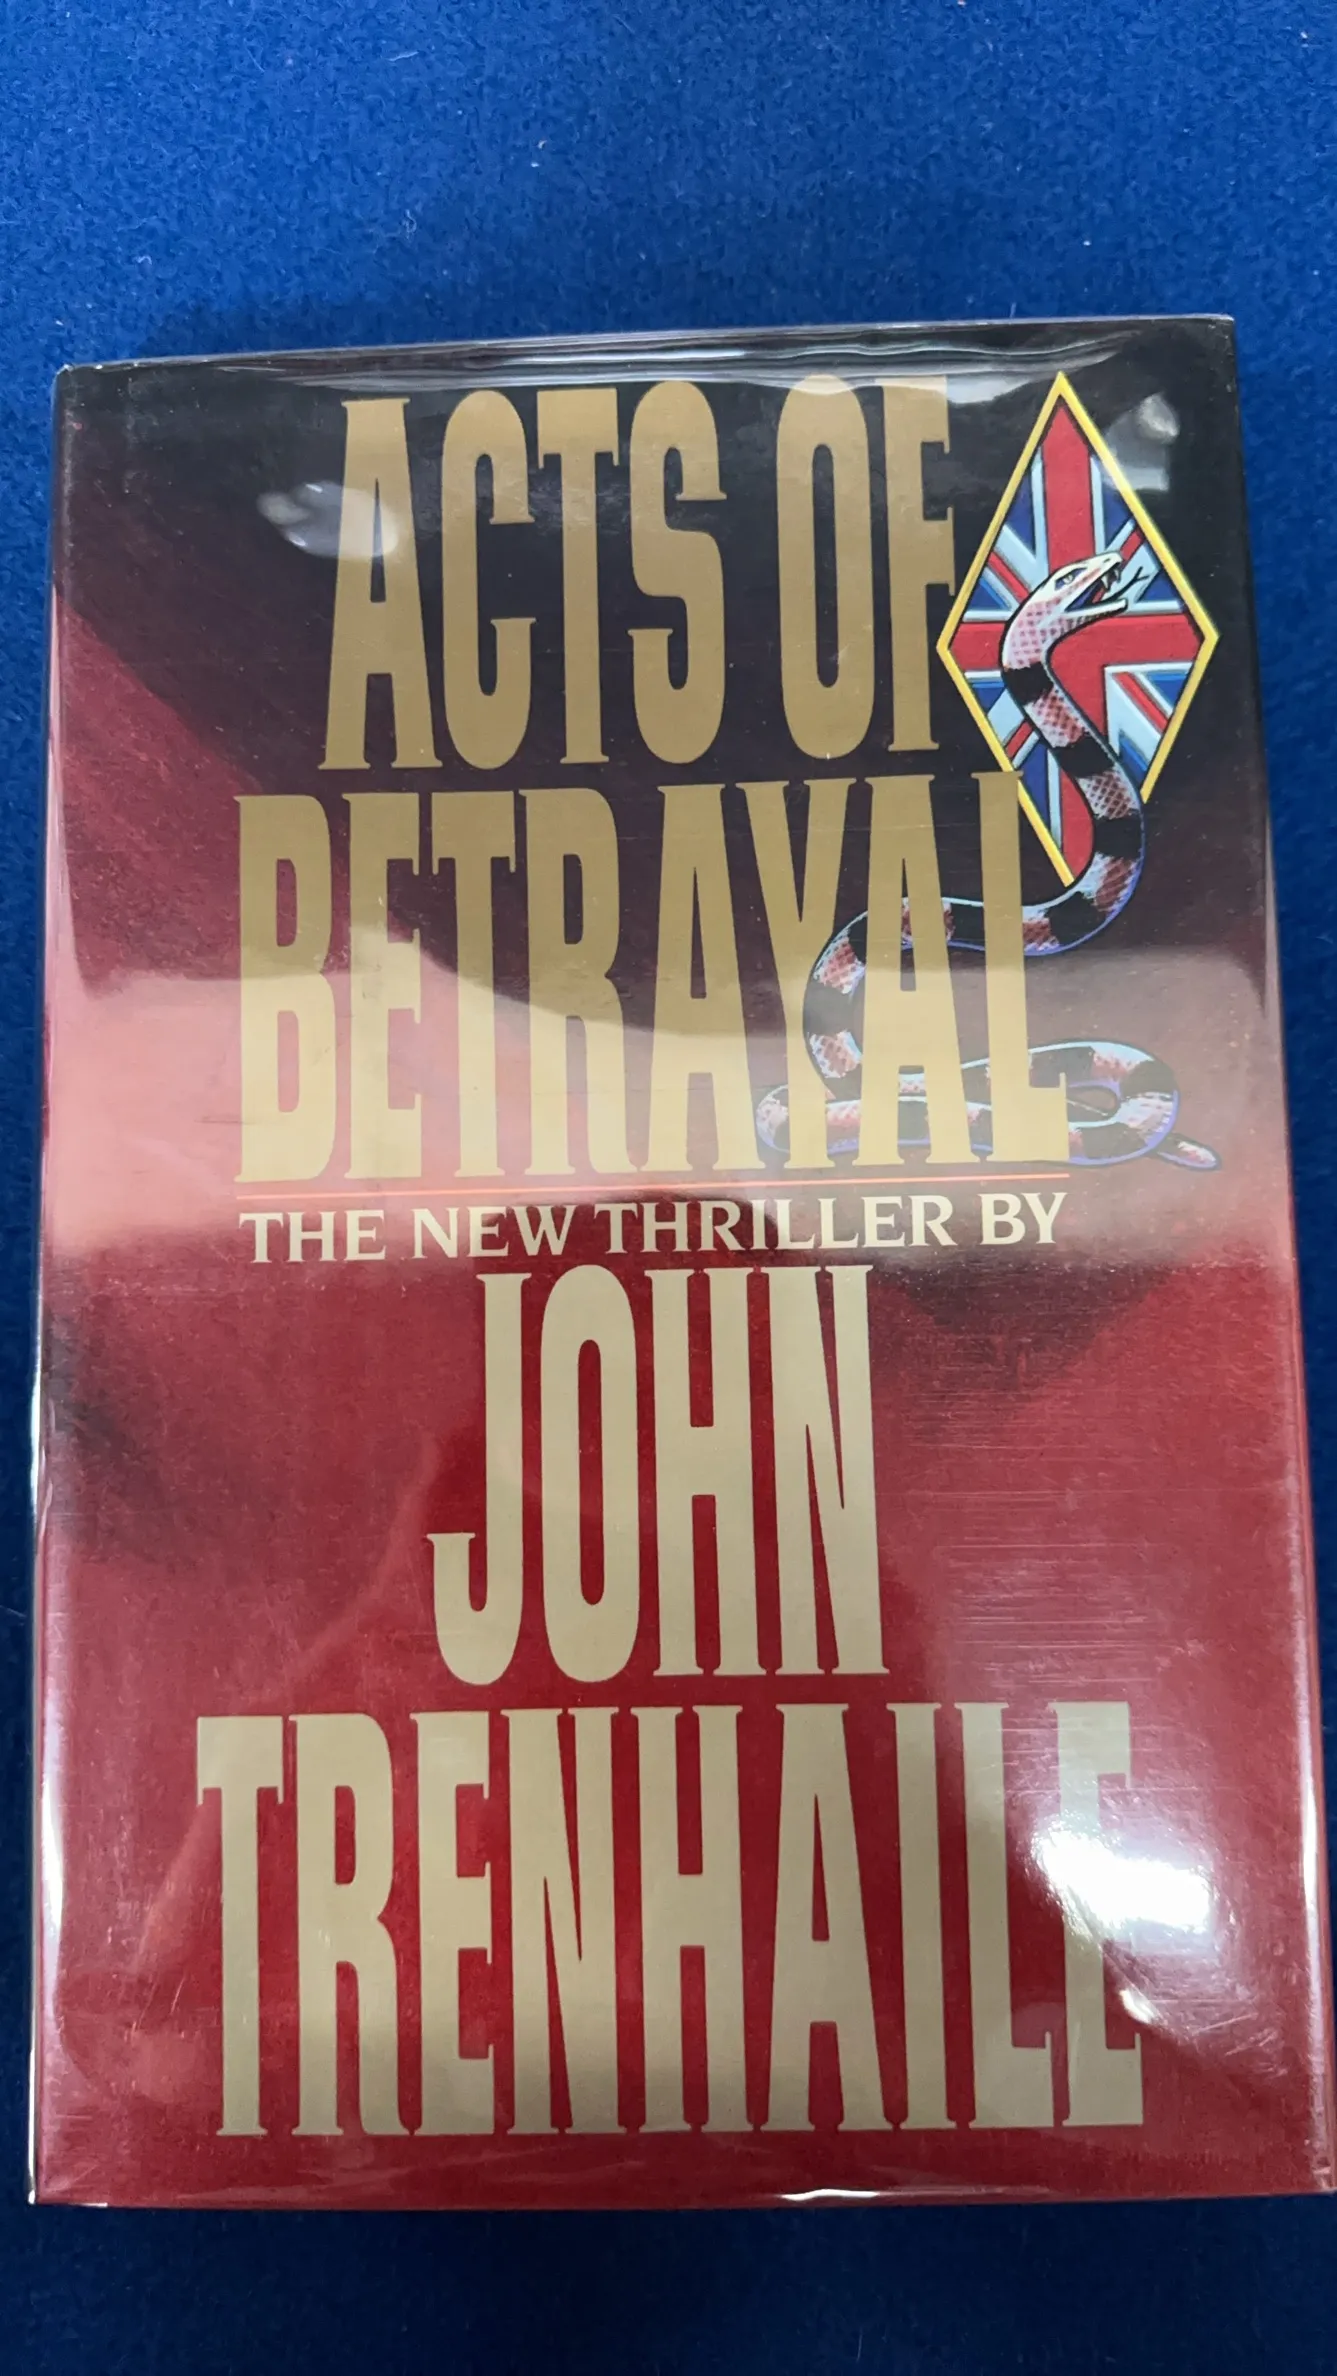 ACTS OF
BETRAYAL
THE NEW THRILLER BY
JOHN
TRENHAILE